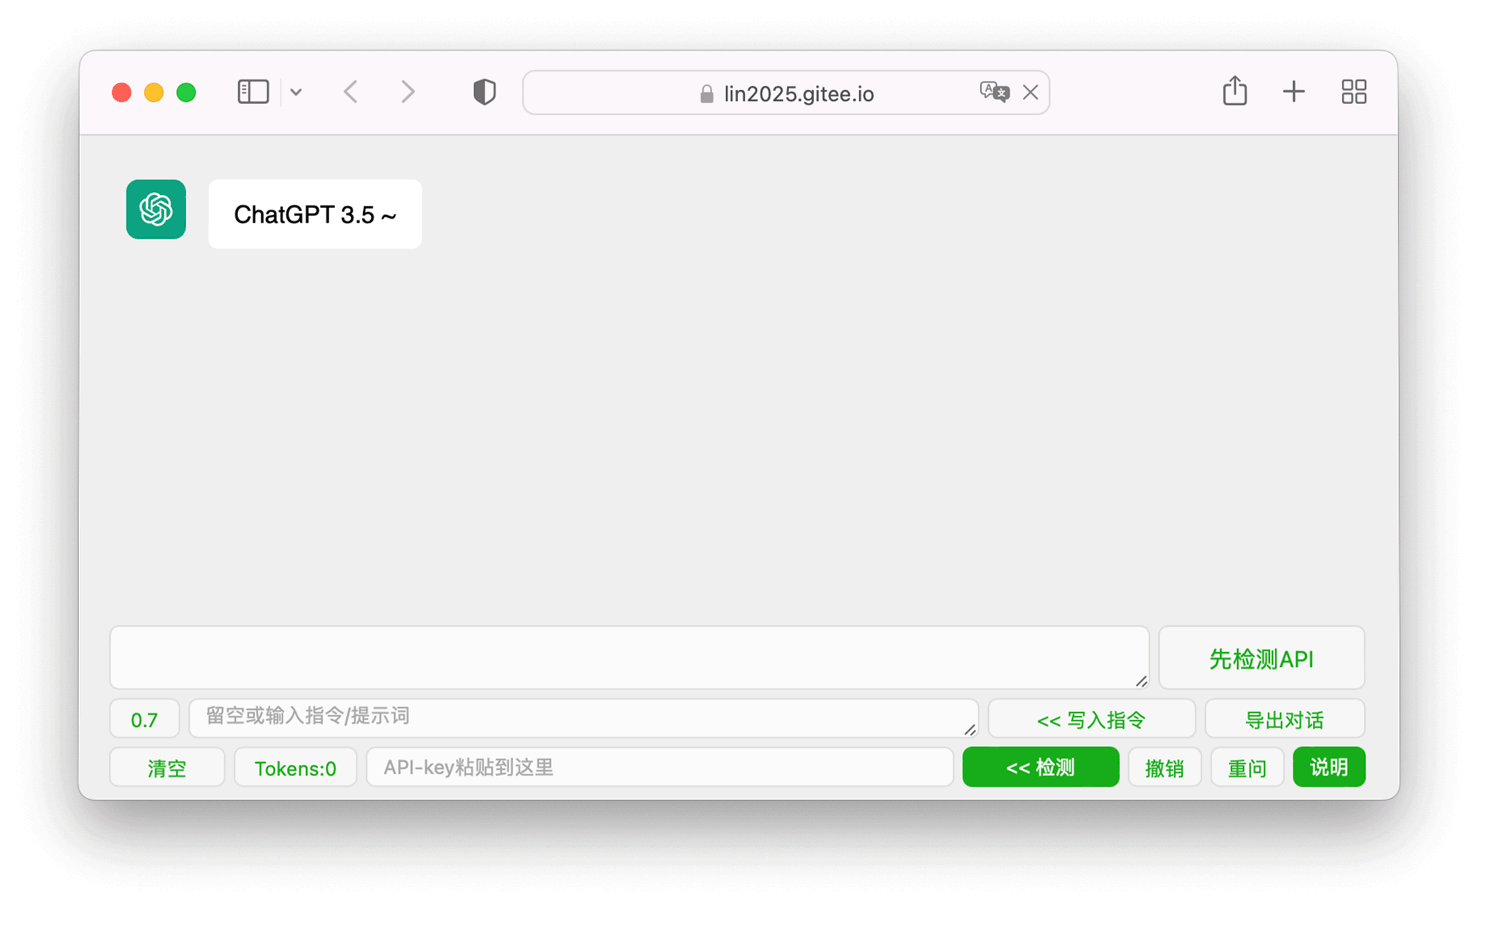 lin2025.gitee.io
ChatGPT 3.5 ~
先检测API
0.7 留空或输入指令/提示词 << 写入指令 导出对话
清空 Tokens:0 API-key粘贴到这里 << 检测 撤销 重问 说明